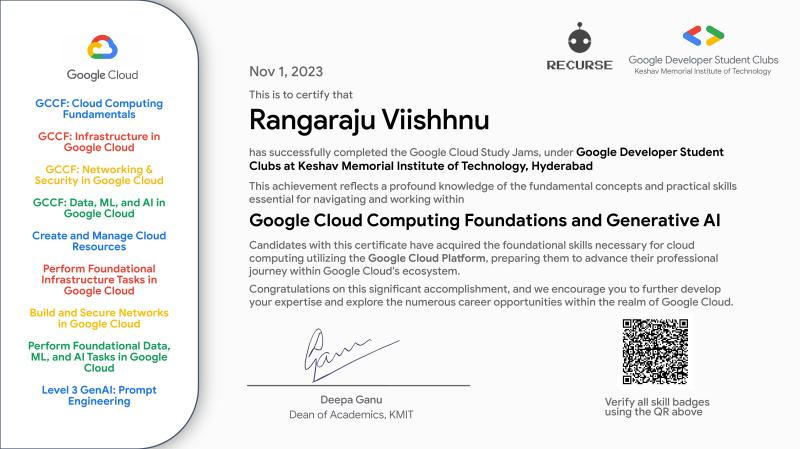 Google Cloud
GCCF: Cloud Computing
Fundamentals
GCCF: Infrastructure in
Google Cloud
GCCF: Networking &
Security in Google Cloud
GCCF: Data, ML, and AI in
Google Cloud
Create and Manage Cloud
Resources
Perform Foundational
Infrastructure Tasks in
Google Cloud
Build and Secure Networks
in Google Cloud
Perform Foundational Data,
ML, and AI Tasks in Google
Cloud
Level 3 GenAI: Prompt
Engineering
RECURSE
Google Developer Student Clubs
Keshav Memorial Institute of Technology
Nov 1, 2023
This is to certify that
Rangaraju Viishhnu
has successfully completed the Google Cloud Study Jams, under Google Developer Student
Clubs at Keshav Memorial Institute of Technology, Hyderabad
This achievement reflects a profound knowledge of the fundamental concepts and practical skills
essential for navigating and working within
Google Cloud Computing Foundations and Generative AI
Candidates with this certificate have acquired the foundational skills necessary for cloud
computing utilizing the Google Cloud Platform, preparing them to advance their professional
journey within Google Cloud's ecosystem.
Congratulations on this significant accomplishment, and we encourage you to further develop
your expertise and explore the numerous career opportunities within the realm of Google Cloud.
Deepa Ganu
Dean of Academics, KMIT
Verify all skill badges
using the QR above